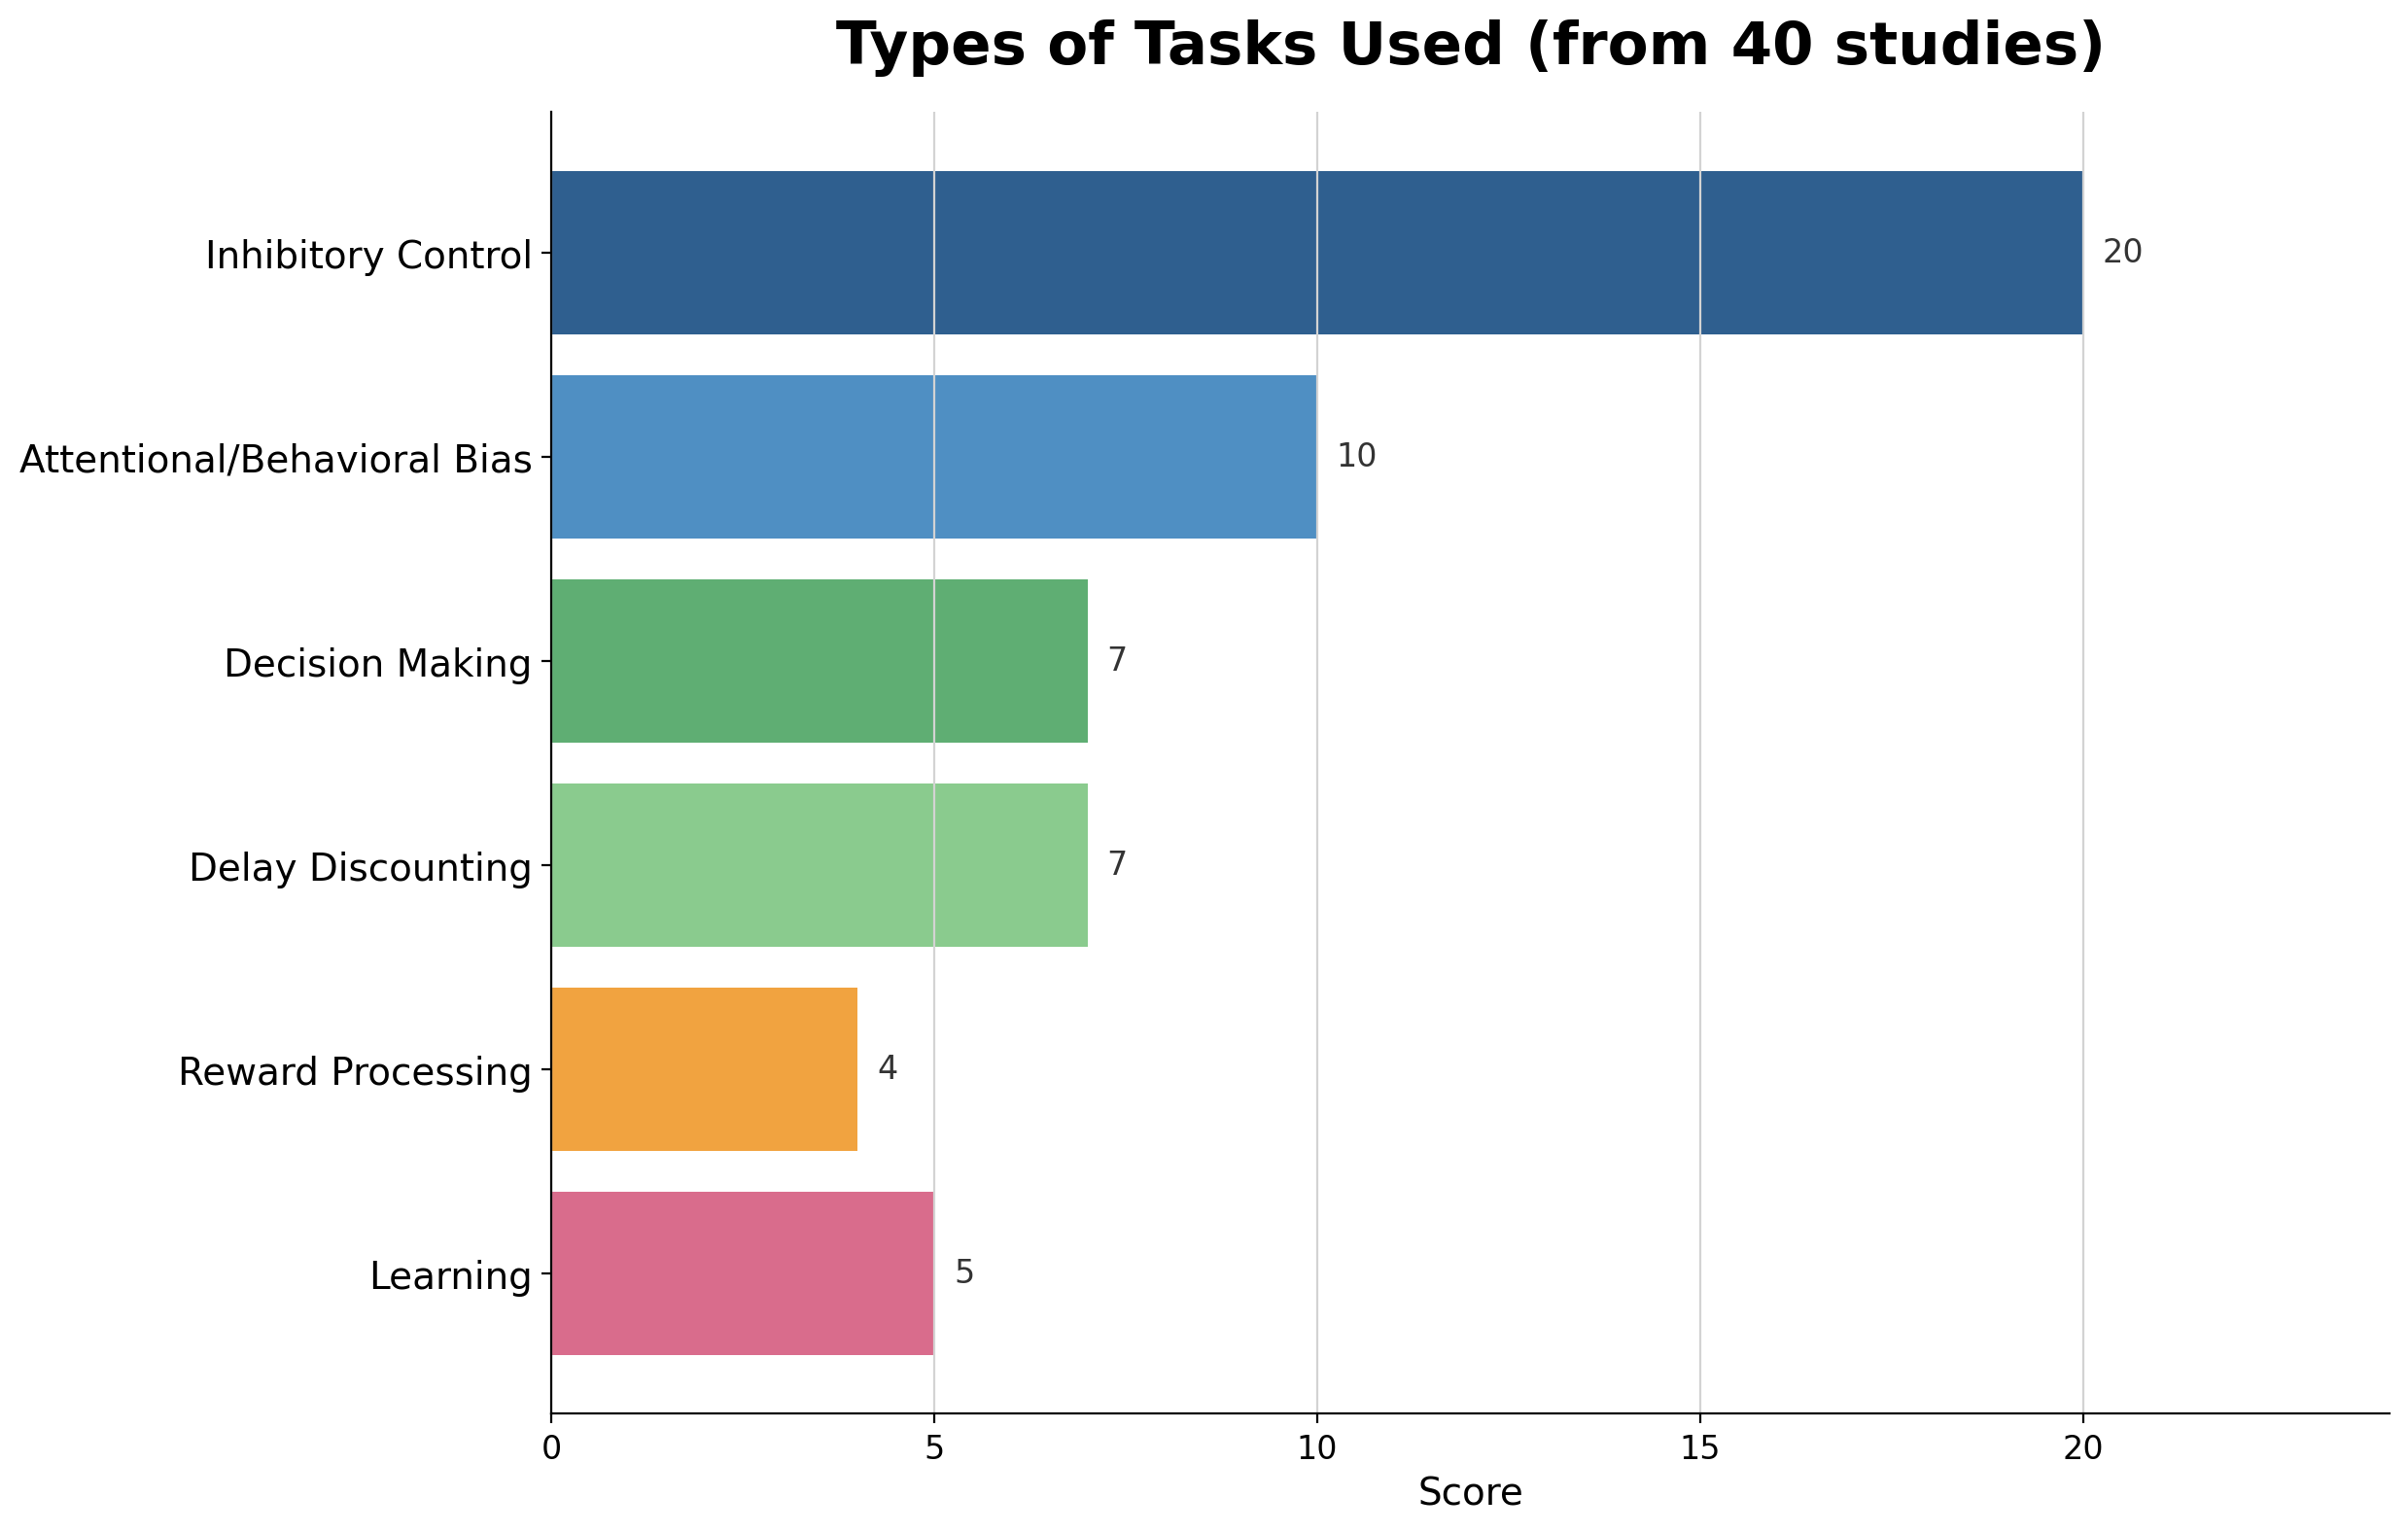 Types of Tasks Used (from 40 studies)
Inhibitory Control
20
Attentional/Behavioral Bias
10
Decision Making
7
Delay Discounting
7
Reward Processing
4
Learning
5
0 5 10 15 20
Score